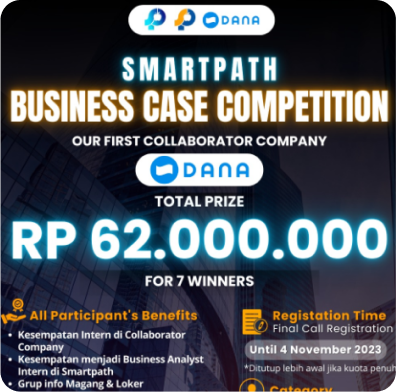 DANA
SMARTPATH
BUSINESS CASE COMPETITION
OUR FIRST COLLABORATOR COMPANY
DANA
TOTAL PRIZE
RP 62.000.000
FOR 7 WINNERS
All Participant's Benefits
• Kesempatan Intern di Collaborator
Company
• Kesempatan menjadi Business Analyst
Intern di Smartpath
• Grup info Magang & Loker
Registation Time
Final Call Registration
Until 4 November 2023
*Ditutup lebih awal jika kuota penuh
Category